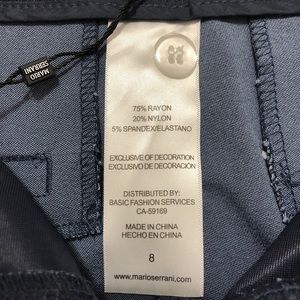 MARIO
SERRANI
75% RAYON
20% NYLON
5% SPANDEX/ELASTANO
EXCLUSIVE OF DECORATION
EXCLUSIVO DE DECORACIÓN
DISTRIBUTED BY:
BASIC FASHION SERVICES
CA-59169
MADE IN CHINA
HECHO EN CHINA
8
www.marioserrani.com